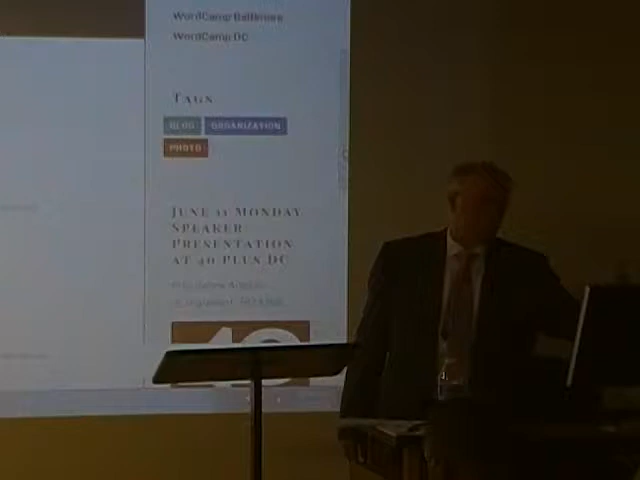 WordCamp Baltimore
WordCamp DC
TAGS
BLOG ORGANIZATION
PHOTO
JUNE 11 MONDAY
SPEAKER
PRESENTATION
AT 40 PLUS DC